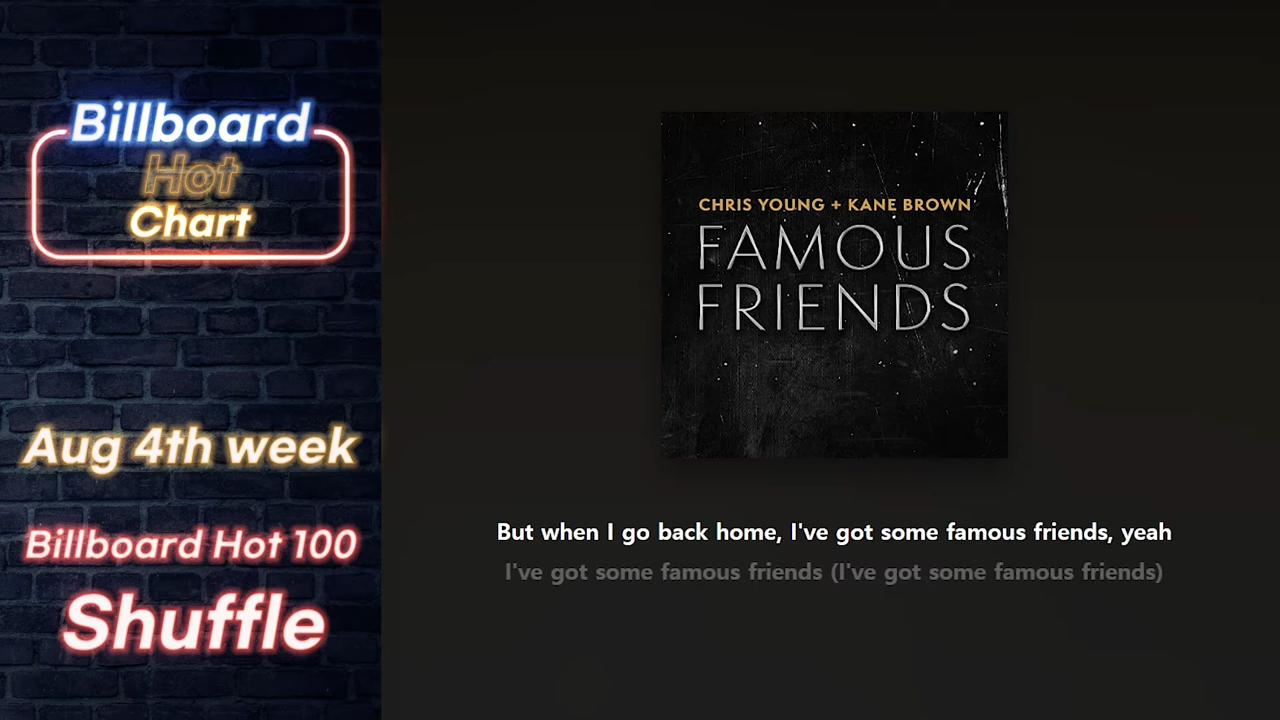 Billboard
Hot
Chart
Aug 4th week
Billboard Hot 100
Shuffle
CHRIS YOUNG + KANE BROWN
FAMOUS
FRIENDS
But when I go back home, I've got some famous friends, yeah
I've got some famous friends (I've got some famous friends)